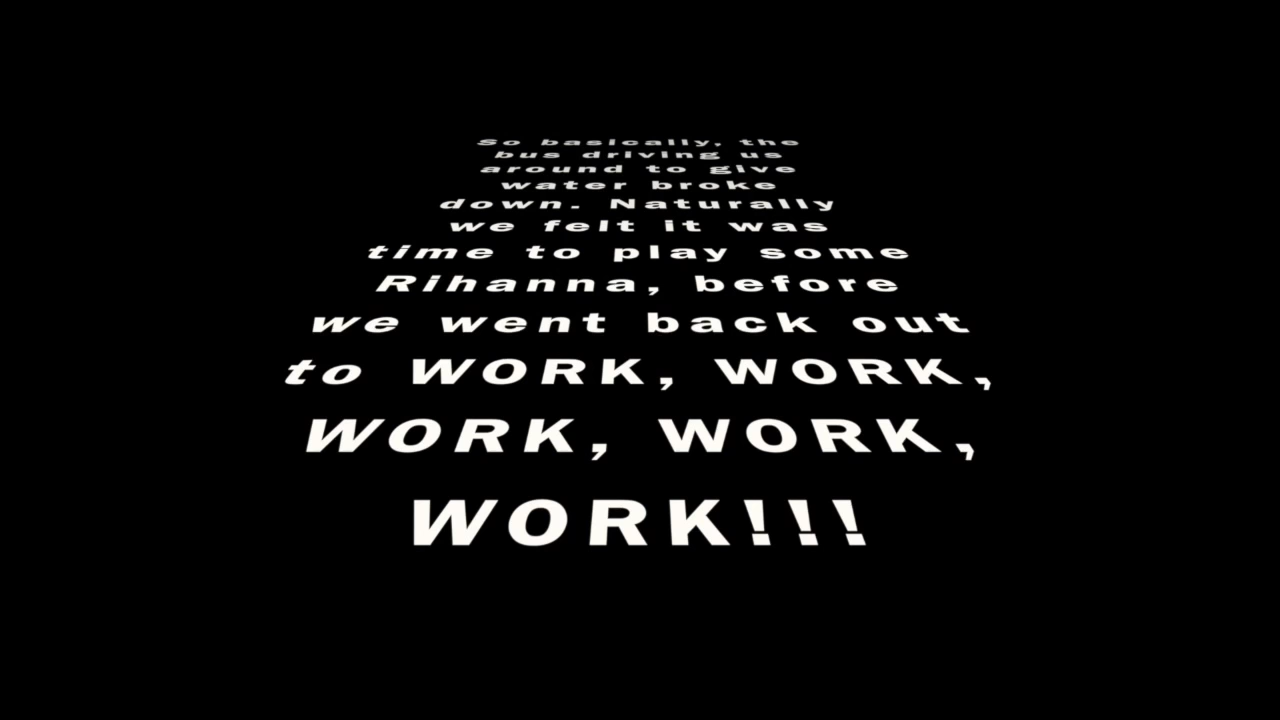 So basically, the
bus driving us
around to give
water broke
down. Naturally
we felt it was
time to play some
Rihanna, before
we went back out
to WORK, WORK,
WORK, WORK,
WORK!!!